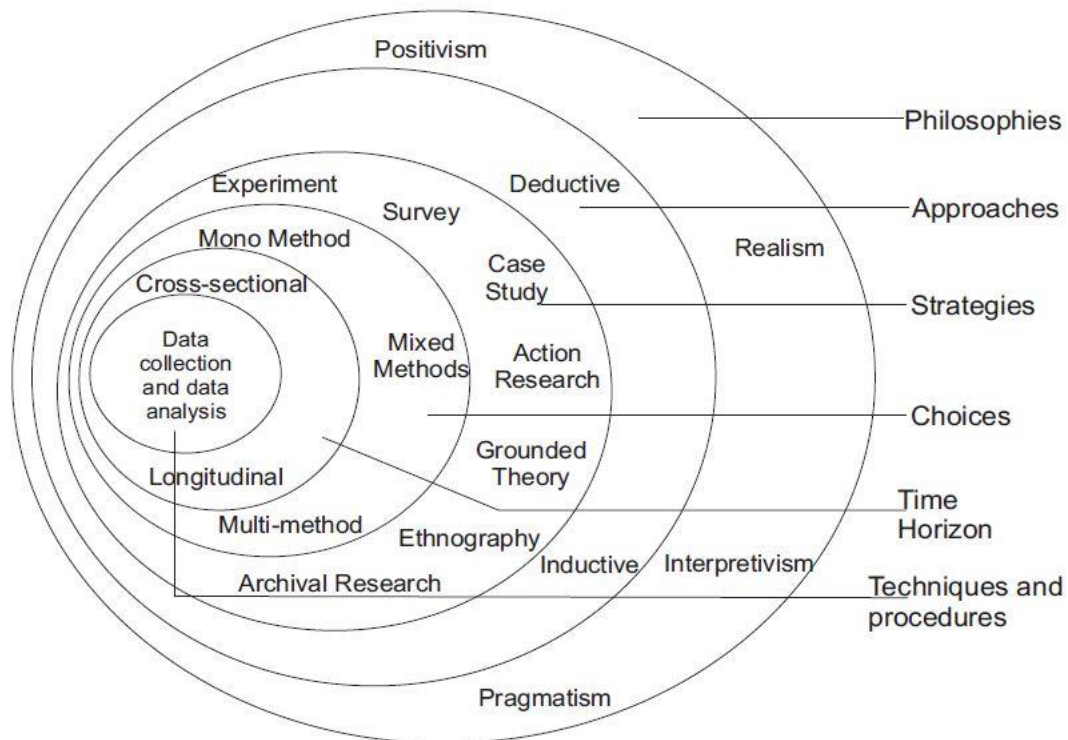 Positivism
Philosophies
Experiment
Deductive
Survey
Approaches
Mono Method
Realism
Case
Study
Cross-sectional
Strategies
Data
collection
and data
analysis
Mixed
Methods
Action
Research
Choices
Grounded
Theory
Longitudinal
Time
Horizon
Multi-method
Ethnography
Inductive
Interpretivism
Archival Research
Techniques and
procedures
Pragmatism